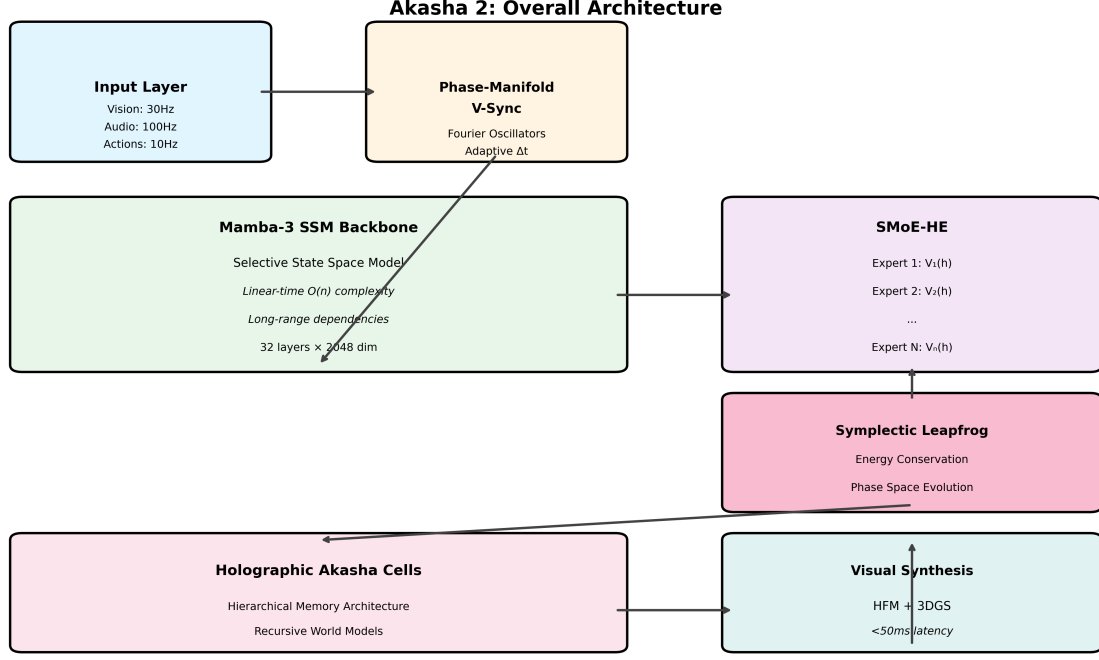 Akasha 2: Overall Architecture
Input Layer
Vision: 30Hz
Audio: 100Hz
Actions: 10Hz
Phase-Manifold
V-Sync
Fourier Oscillators
Adaptive Δt
Mamba-3 SSM Backbone
Selective State Space Model
Linear-time O(n) complexity
Long-range dependencies
32 layers × 2048 dim
SMoE-HE
Expert 1: V₁(h)
Expert 2: V₂(h)
...
Expert N: Vₙ(h)
Symplectic Leapfrog
Energy Conservation
Phase Space Evolution
Holographic Akasha Cells
Hierarchical Memory Architecture
Recursive World Models
Visual Synthesis
HFM + 3DGS
<50ms latency